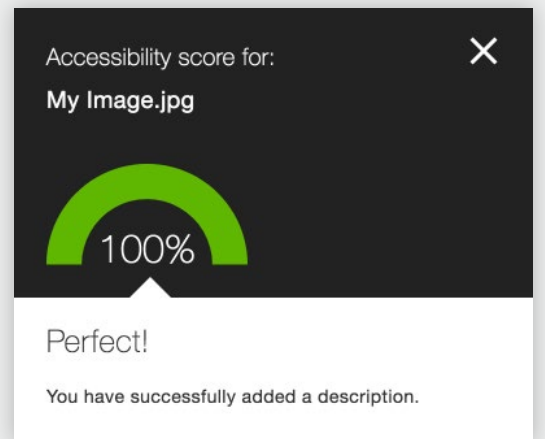 Accessibility score for:
My Image.jpg
100%
Perfect!
You have successfully added a description.